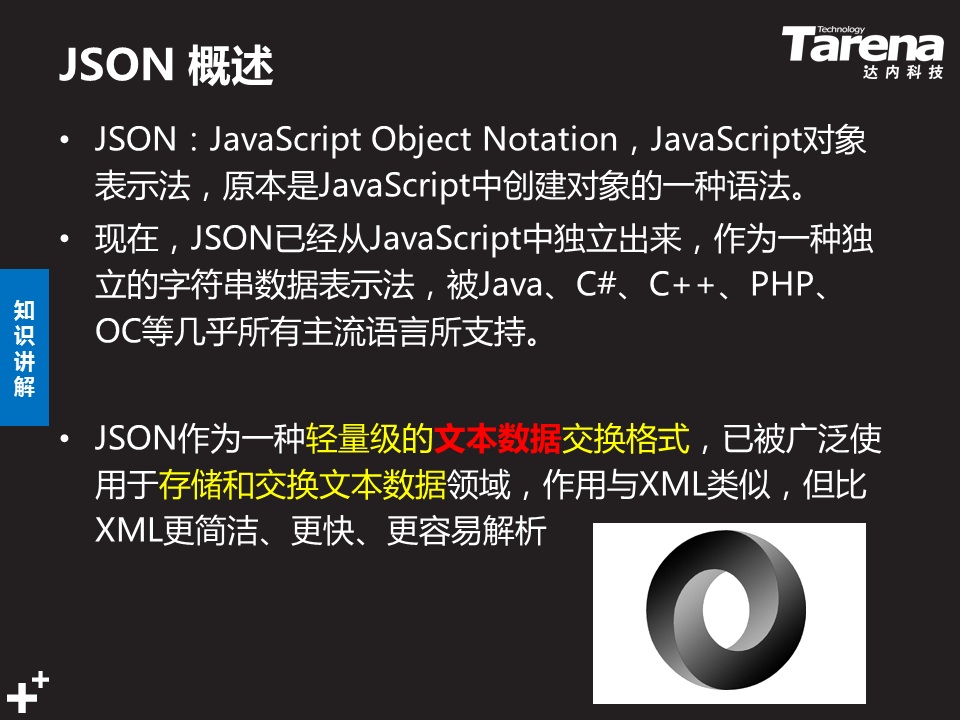 JSON 概述
Technology
Tarena
达内科技
• JSON：JavaScript Object Notation，JavaScript对象
表示法，原本是JavaScript中创建对象的一种语法。
• 现在，JSON已经从JavaScript中独立出来，作为一种独
立的字符串数据表示法，被Java、C#、C++、PHP、
OC等几乎所有主流语言所支持。
知
识
讲
解
• JSON作为一种轻量级的文本数据交换格式，已被广泛使
用于存储和交换文本数据领域，作用与XML类似，但比
XML更简洁、更快、更容易解析